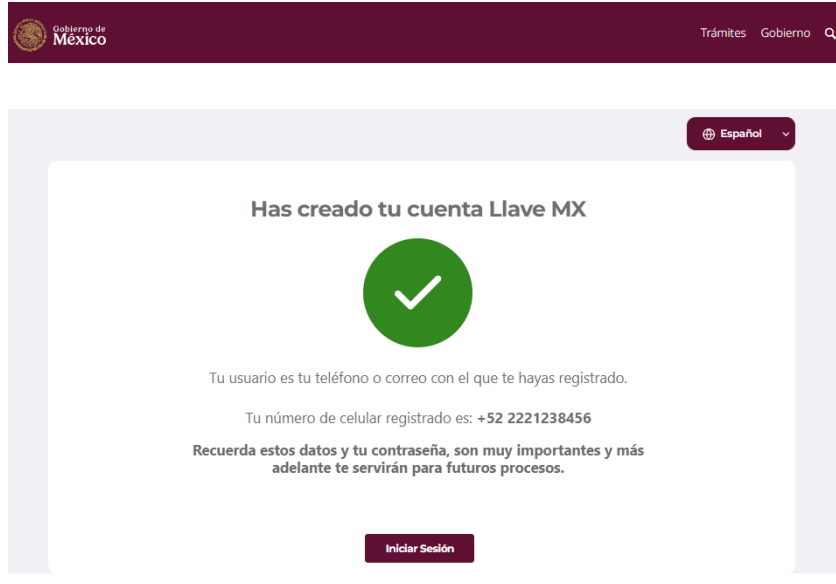 Gobierno de
México
Trámites Gobierno
Español
Has creado tu cuenta Llave MX
Tu usuario es tu teléfono o correo con el que te hayas registrado.
Tu número de celular registrado es: +52 2221238456
Recuerda estos datos y tu contraseña, son muy importantes y más
adelante te servirán para futuros procesos.
Iniciar Sesión